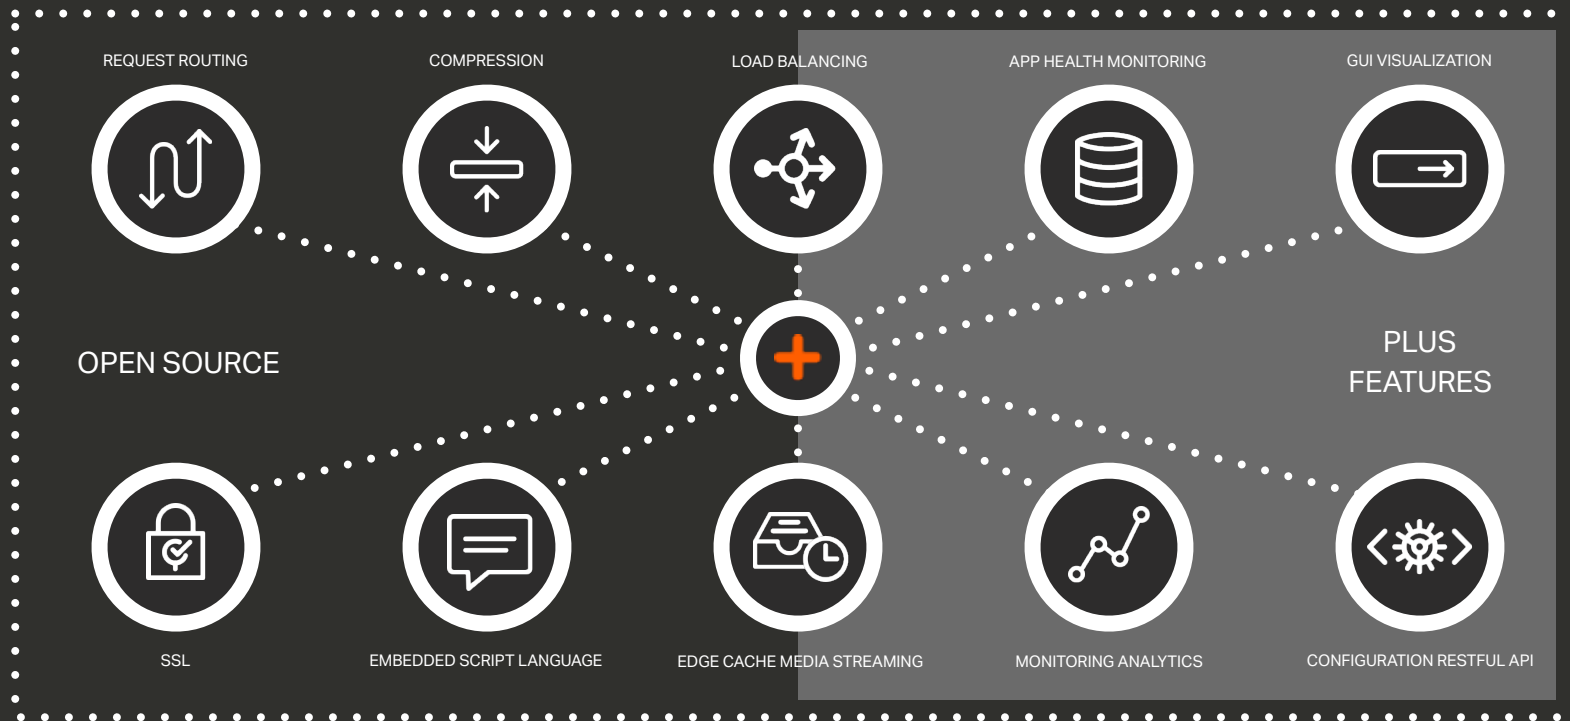 REQUEST ROUTING
COMPRESSION
LOAD BALANCING
APP HEALTH MONITORING
GUI VISUALIZATION
OPEN SOURCE
PLUS
FEATURES
SSL
EMBEDDED SCRIPT LANGUAGE
EDGE CACHE MEDIA STREAMING
MONITORING ANALYTICS
CONFIGURATION RESTFUL API